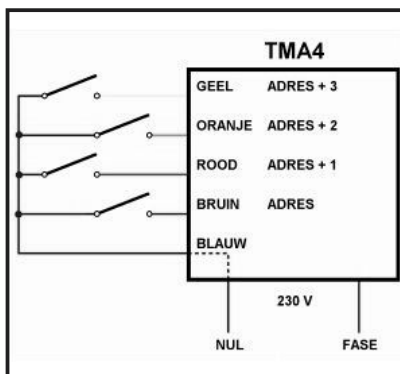 TMA4
GEEL ADRES + 3
ORANJE ADRES + 2
ROOD ADRES + 1
BRUIN ADRES
BLAUW
230 V
NUL FASE